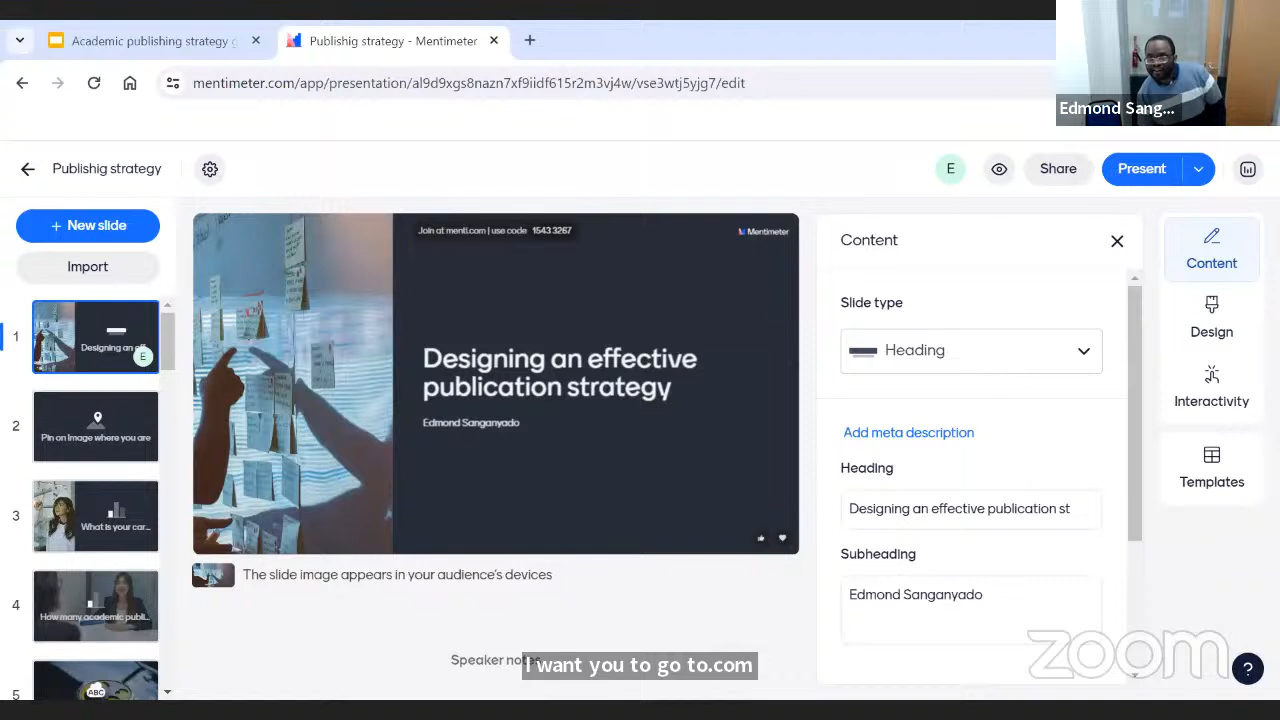 Academic publishing strategy g
Publishig strategy - Mentimeter
mentimeter.com/app/presentation/al9d9xgs8nazn7xf9iidf615r2m3vj4w/vse3wtj5yjg7/edit
Edmond Sang...
Publishig strategy
E
Share
Present
+ New slide
Import
1
Designing an eff
E
2
Pin on Image where you are
3
What is your car...
4
How many academic publi...
5
ABC
Join at menti.com | use code 1543 3267
Mentimeter
Designing an effective
publication strategy
Edmond Sanganyado
The slide image appears in your audience's devices
Speaker notes
I want you to go to.com
Content
Slide type
Heading
Add meta description
Heading
Designing an effective publication st
Subheading
Edmond Sanganyado
Content
Design
Interactivity
Templates
zoom
?